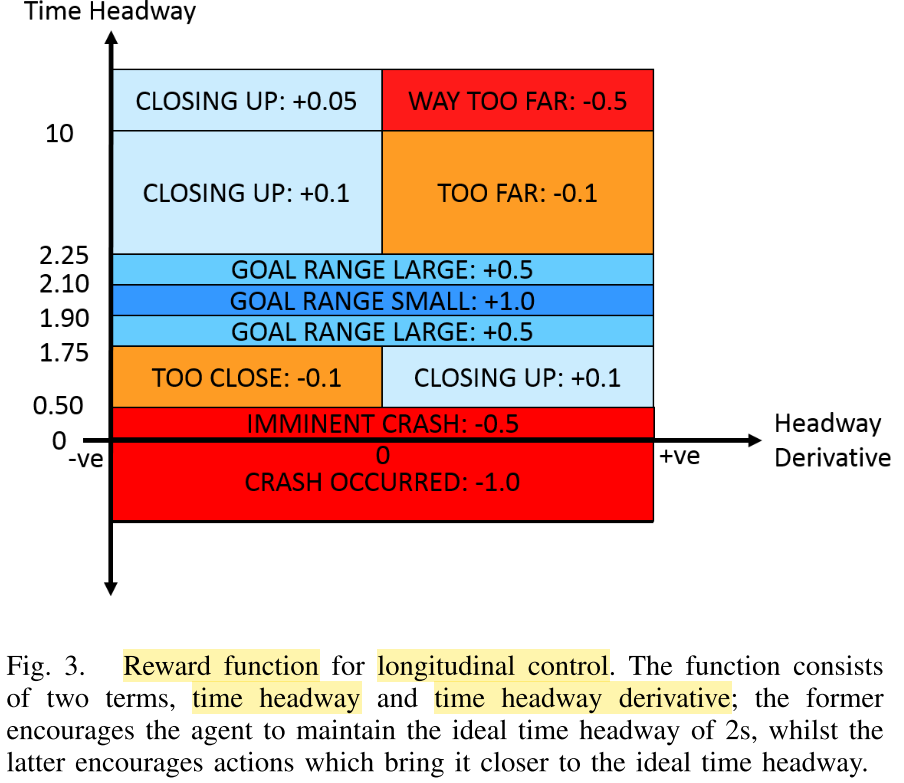 Time Headway
CLOSING UP: +0.05
WAY TOO FAR: -0.5
10
CLOSING UP: +0.1
TOO FAR: -0.1
2.25
GOAL RANGE LARGE: +0.5
2.10
GOAL RANGE SMALL: +1.0
1.90
GOAL RANGE LARGE: +0.5
1.75
TOO CLOSE: -0.1
CLOSING UP: +0.1
0.50
IMMINENT CRASH: -0.5
0
-ve
0
+ve
Headway
Derivative
CRASH OCCURRED: -1.0
Fig. 3. Reward function for longitudinal control. The function consists
of two terms, time headway and time headway derivative; the former
encourages the agent to maintain the ideal time headway of 2s, whilst the
latter encourages actions which bring it closer to the ideal time headway.